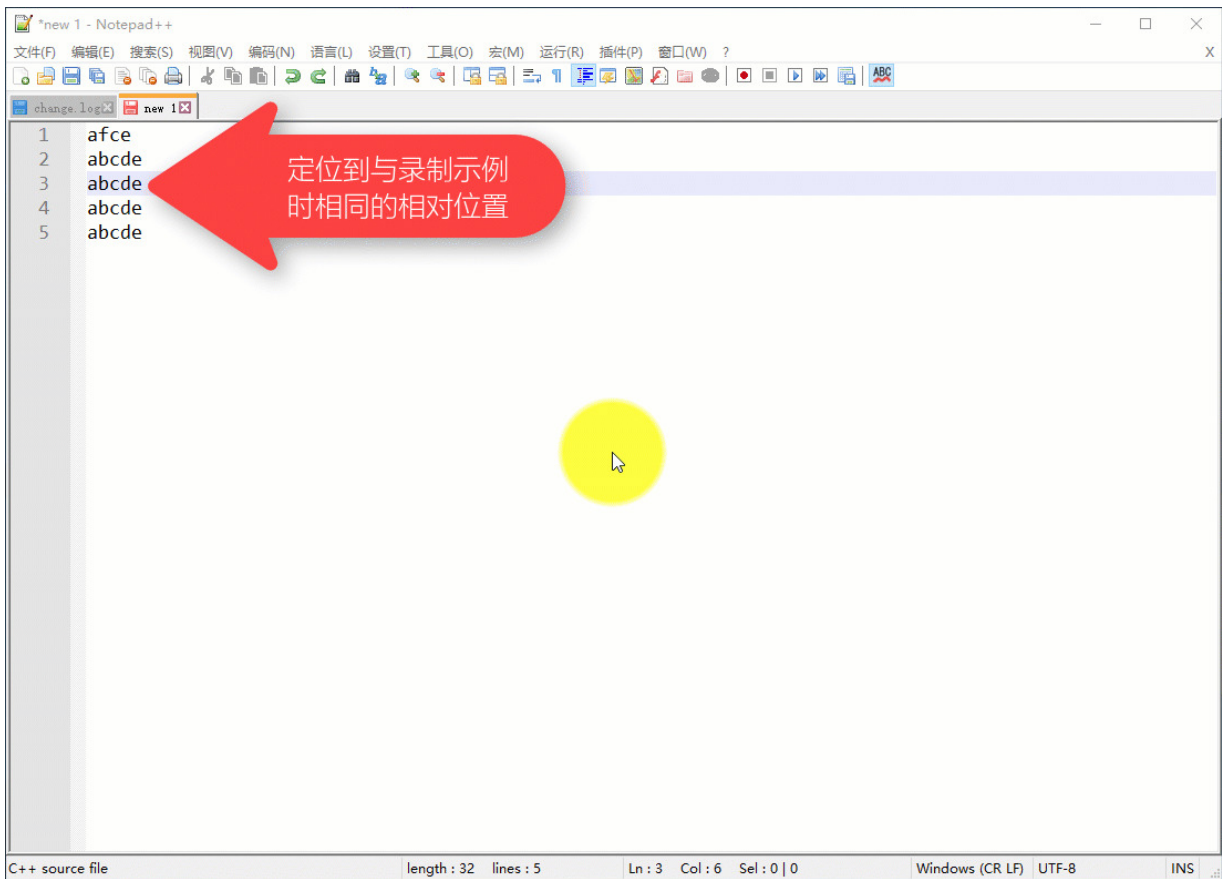 *new 1 - Notepad++
文件(F) 编辑(E) 搜索(S) 视图(V) 编码(N) 语言(L) 设置(T) 工具(O) 宏(M) 运行(R) 插件(P) 窗口(W) ? X
ABC
change.log new 1
1 afce
2 abcde
3 abcde
4 abcde
5 abcde
定位到与录制示例
时相同的相对位置
C++ source file length : 32 lines : 5 Ln : 3 Col : 6 Sel : 0 | 0 Windows (CR LF) UTF-8 INS